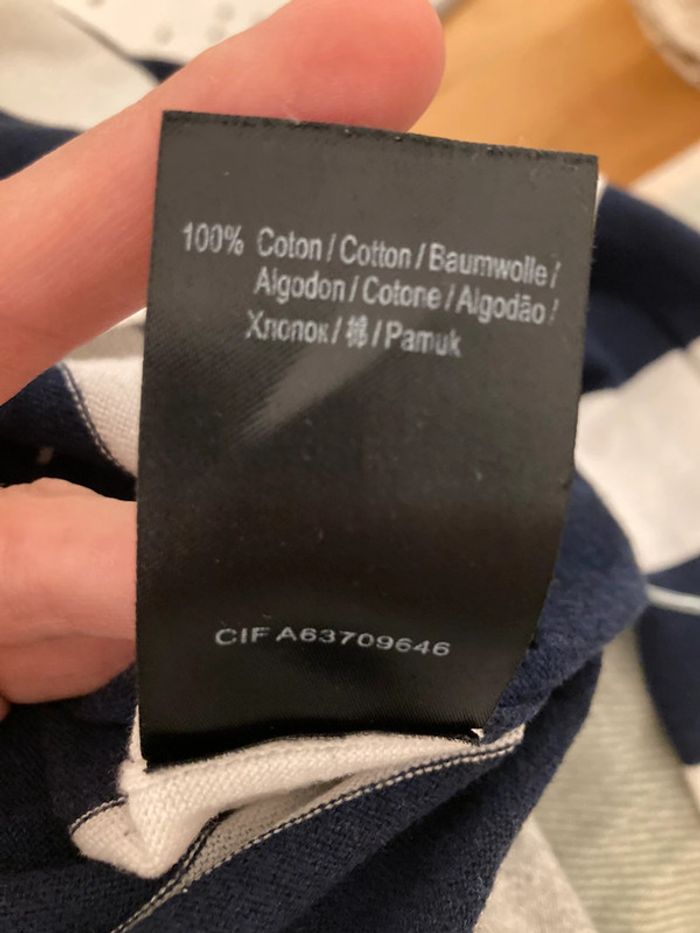 100% Coton / Cotton / Baumwolle /
Algodon / Cotone / Algodão /
Хлопок / 棉 / Pamuk
CIF A63709646